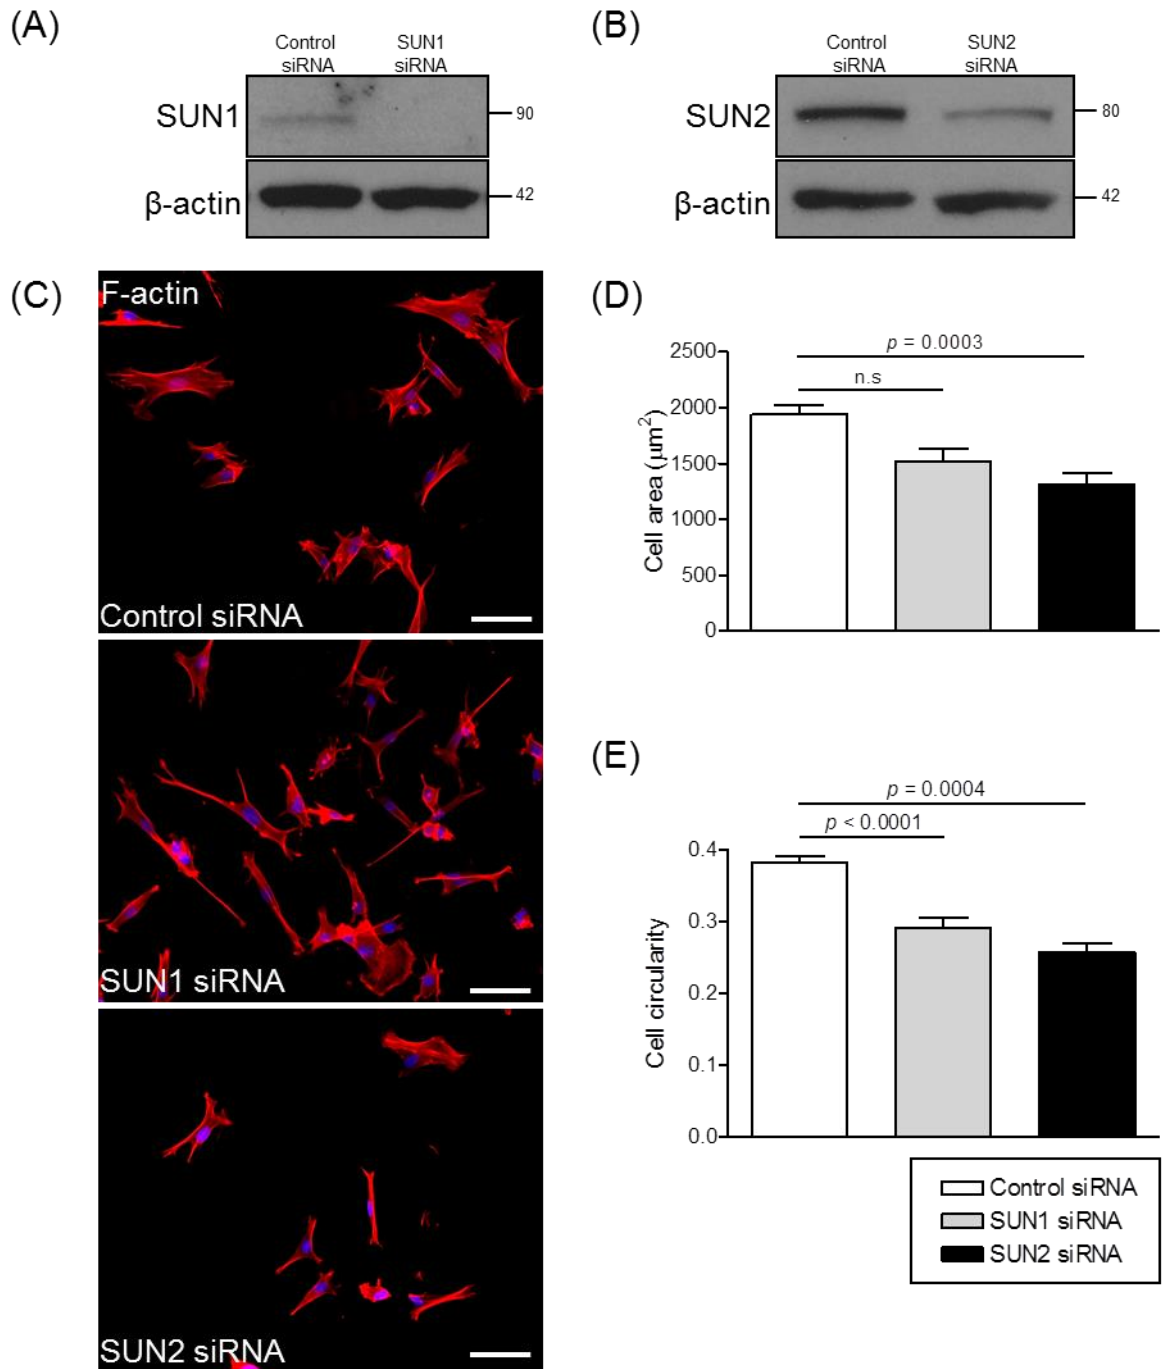 (A)
Control
siRNA
SUN1
siRNA
SUN1
90
β-actin
42
(B)
Control
siRNA
SUN2
siRNA
SUN2
80
β-actin
42
(C)
F-actin
Control siRNA
SUN1 siRNA
SUN2 siRNA
(D)
p = 0.0003
n.s
2500
2000
1500
1000
500
0
Cell area (μm²)
(E)
p = 0.0004
p < 0.0001
0.4
0.3
0.2
0.1
0.0
Cell circularity
Control siRNA
SUN1 siRNA
SUN2 siRNA